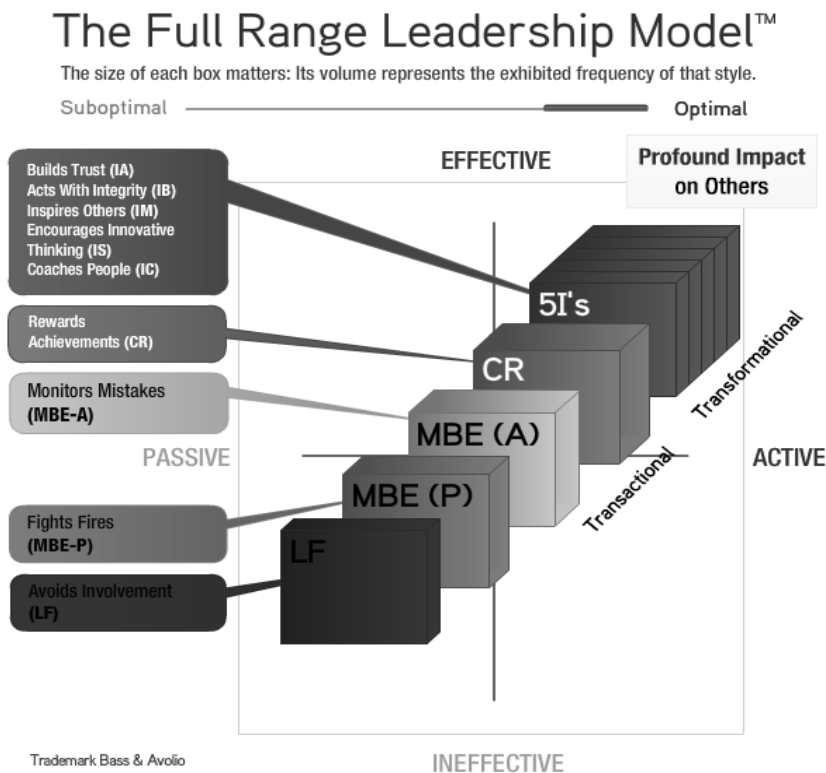 The Full Range Leadership Model™
The size of each box matters: Its volume represents the exhibited frequency of that style.
Suboptimal
Optimal
EFFECTIVE
Profound Impact
on Others
Builds Trust (IA)
Acts With Integrity (IB)
Inspires Others (IM)
Encourages Innovative
Thinking (IS)
Coaches People (IC)
5I's
Rewards
Achievements (CR)
CR
Transformational
Monitors Mistakes
(MBE-A)
MBE (A)
PASSIVE
ACTIVE
Transactional
MBE (P)
Fights Fires
(MBE-P)
LF
Avoids Involvement
(LF)
Trademark Bass & Avolio
INEFFECTIVE